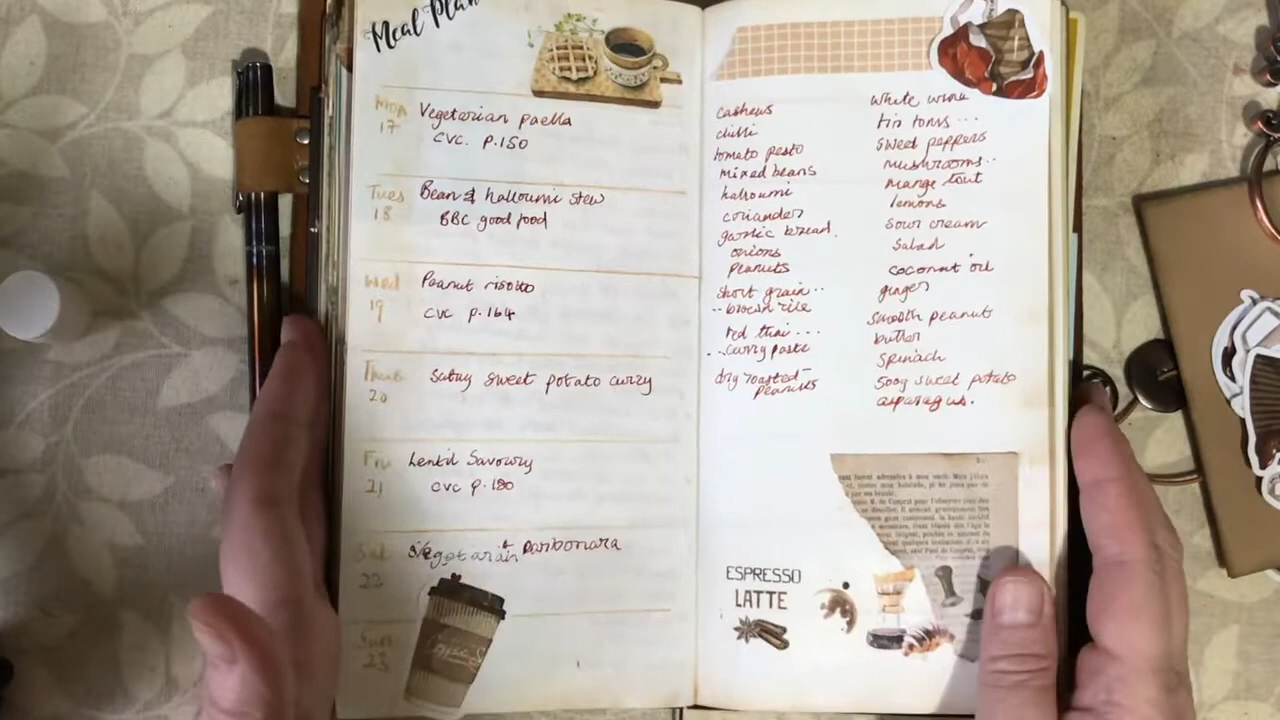 Meal Plan
Mon
17
Vegetarian paella
CVC. P.150
Tues
18
Bean & halloumi stew
BBC good food
Wed
19
Peanut risotto
CVC p.164
Thurs
20
Satay sweet potato curry
Fri
21
Lentil Savoury
CVC p.180
Sat
22
Vegetarian carbonara
Sun
23
Coffee
cashews
chilli
tomato pesto
mixed beans
halloumi
coriander
garlic bread.
onions
peanuts
short grain..
..brown rice
red thai...
...curry paste
dry roasted
peanuts
White wine
tin toms...
sweet peppers
mushrooms..
mange tout
lemons
sour cream
salad
coconut oil
ginger
smooth peanut
butter
spinach
500g sweet potato
asparagus.
ESPRESSO
LATTE